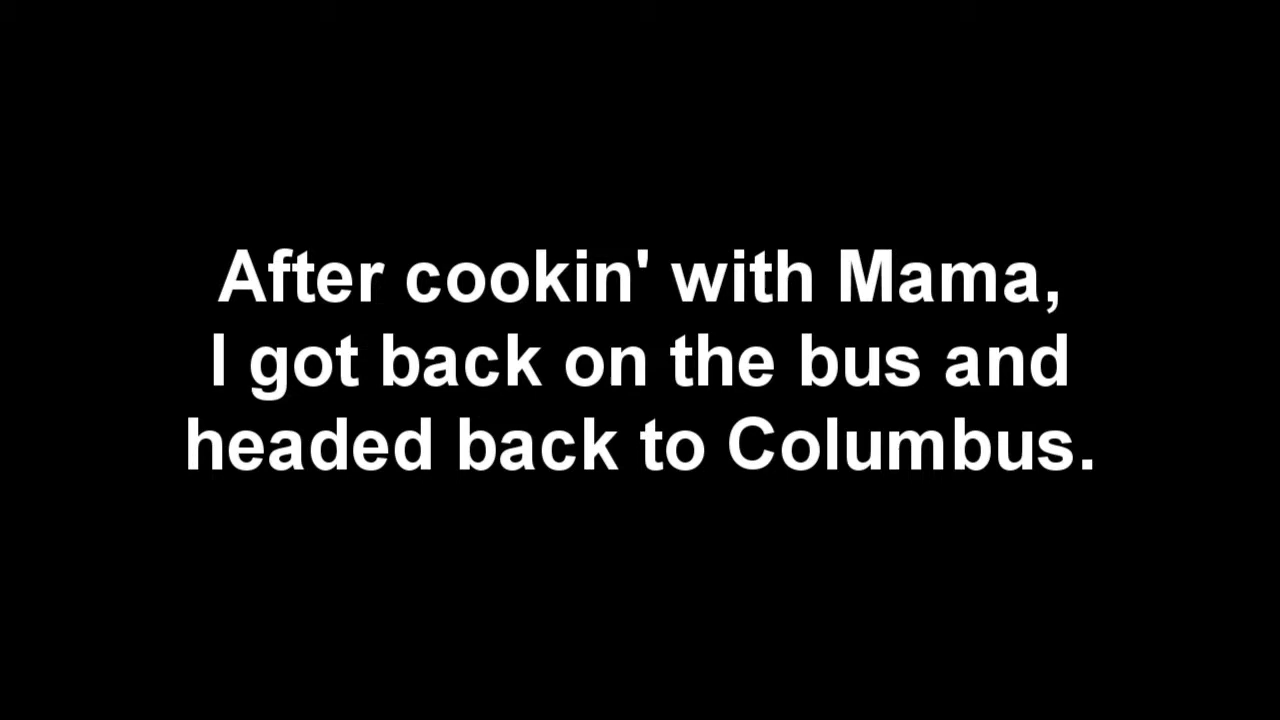 After cookin' with Mama,
I got back on the bus and
headed back to Columbus.